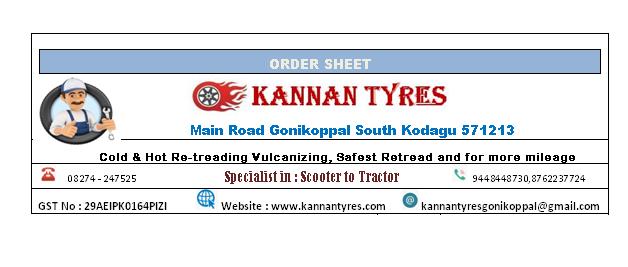 ORDER SHEET
KANNAN TYRES
Main Road Gonikoppal South Kodagu 571213
Cold & Hot Re-treading Vulcanizing, Safest Retread and for more mileage
08274 - 247525 Specialist in : Scooter to Tractor 9448448730,8762237724
GST No : 29AEIPK0164PIZI Website : www.kannantyres.com kannantyresgonikoppal@gmail.com